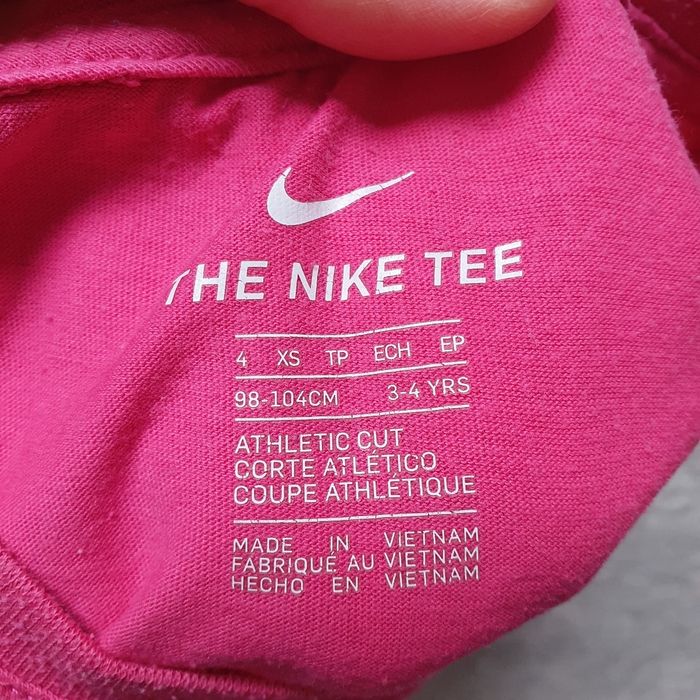 THE NIKE TEE
4 XS TP ECH EP
98-104CM 3-4 YRS
ATHLETIC CUT
CORTE ATLÉTICO
COUPE ATHLÉTIQUE
MADE IN VIETNAM
FABRIQUÉ AU VIETNAM
HECHO EN VIETNAM